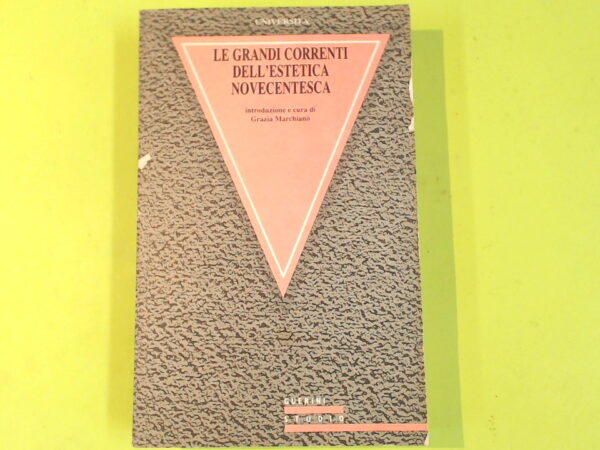 UNIVERSITÀ
LE GRANDI CORRENTI
DELL'ESTETICA
NOVECENTESCA
introduzione e cura di
Grazia Marchianò
GUERINI
STUDIO